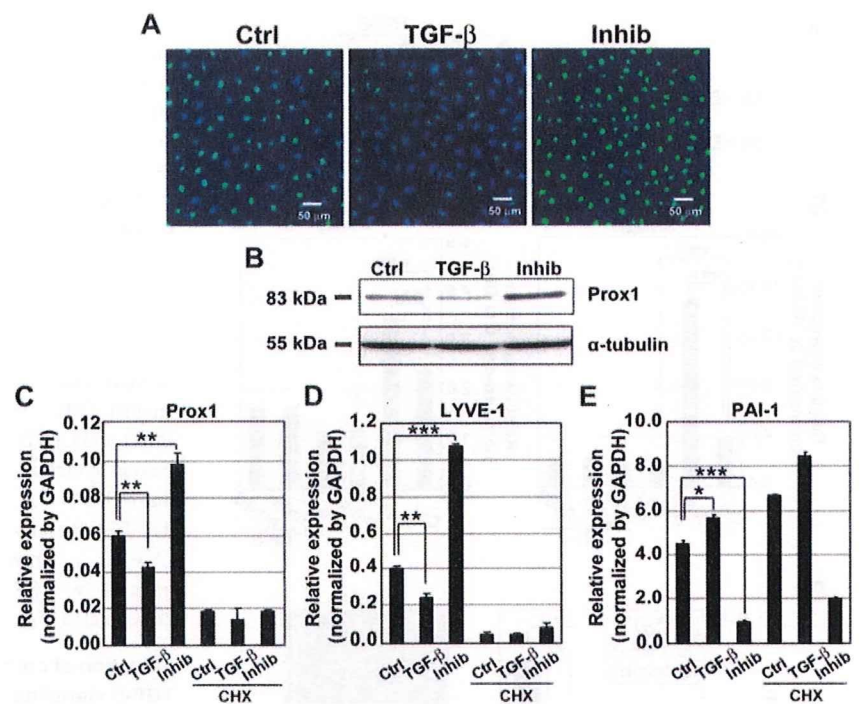 A
Ctrl TGF-β Inhib
50 μm 50 μm 50 μm
B
Ctrl TGF-β Inhib
83 kDa Prox1
55 kDa α-tubulin
C
Prox1
Relative expression
(normalized by GAPDH)
0.12
0.10
0.08
0.06
0.04
0.02
0.00
**
**
Ctrl TGF-β Inhib Ctrl TGF-β Inhib
CHX
D
LYVE-1
Relative expression
(normalized by GAPDH)
1.2
1.0
0.8
0.6
0.4
0.2
0.0
***
**
Ctrl TGF-β Inhib Ctrl TGF-β Inhib
CHX
E
PAI-1
Relative expression
(normalized by GAPDH)
10.0
8.0
6.0
4.0
2.0
0.0
***
*
Ctrl TGF-β Inhib Ctrl TGF-β Inhib
CHX